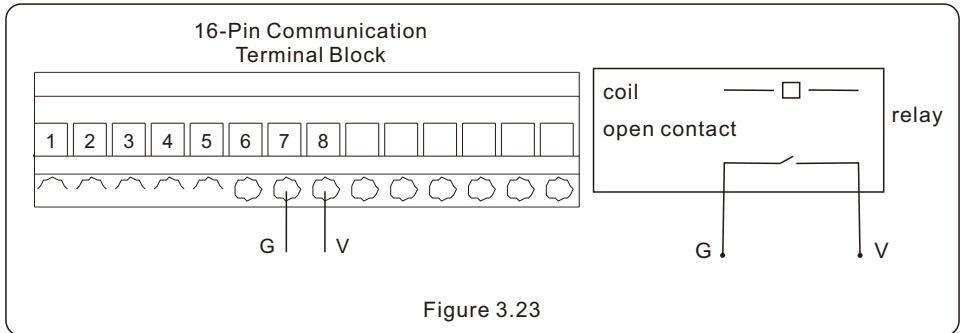 16-Pin Communication
Terminal Block
1 2 3 4 5 6 7 8
G V
coil
open contact
relay
G V
Figure 3.23